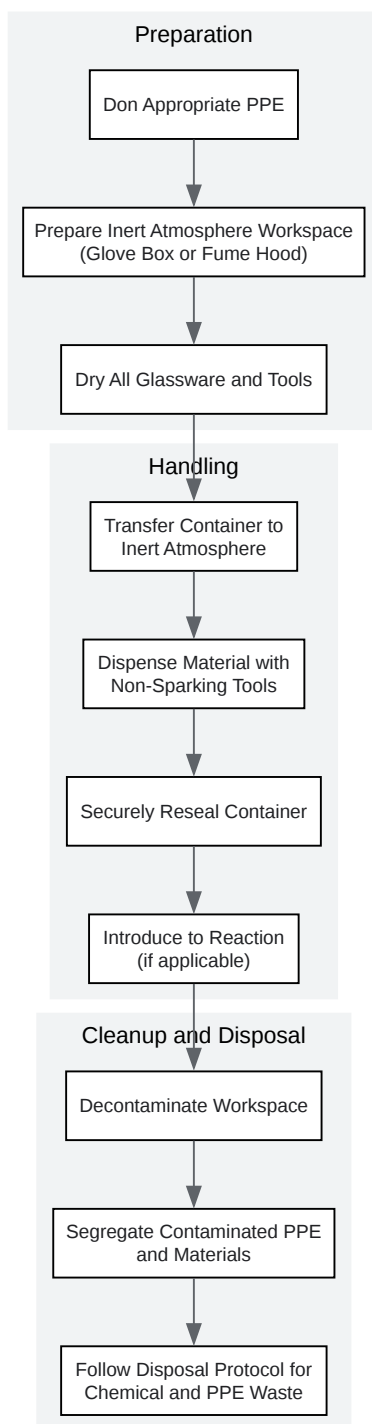 Preparation
Don Appropriate PPE
Prepare Inert Atmosphere Workspace
(Glove Box or Fume Hood)
Dry All Glassware and Tools
Handling
Transfer Container to
Inert Atmosphere
Dispense Material with
Non-Sparking Tools
Securely Reseal Container
Introduce to Reaction
(if applicable)
Cleanup and Disposal
Decontaminate Workspace
Segregate Contaminated PPE
and Materials
Follow Disposal Protocol for
Chemical and PPE Waste